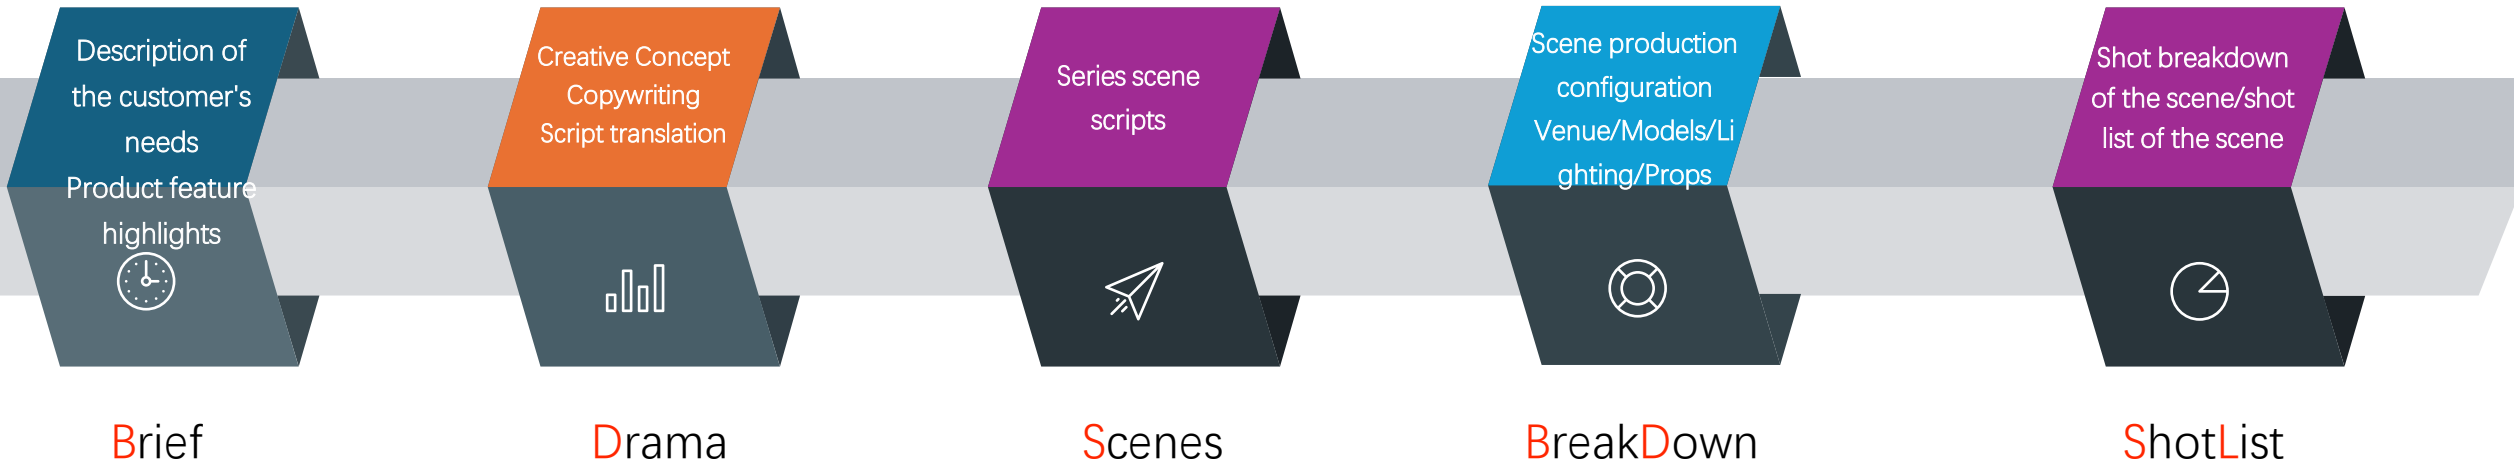 Description of
the customer's
needs
Product feature
highlights
Creative Concept
Copywriting
Script translation
Series scene
scripts
Scene production
configuration
Venue/Models/Li
ghting/Props
Shot breakdown
of the scene/shot
list of the scene
Brief
Drama
Scenes
BreakDown
ShotList